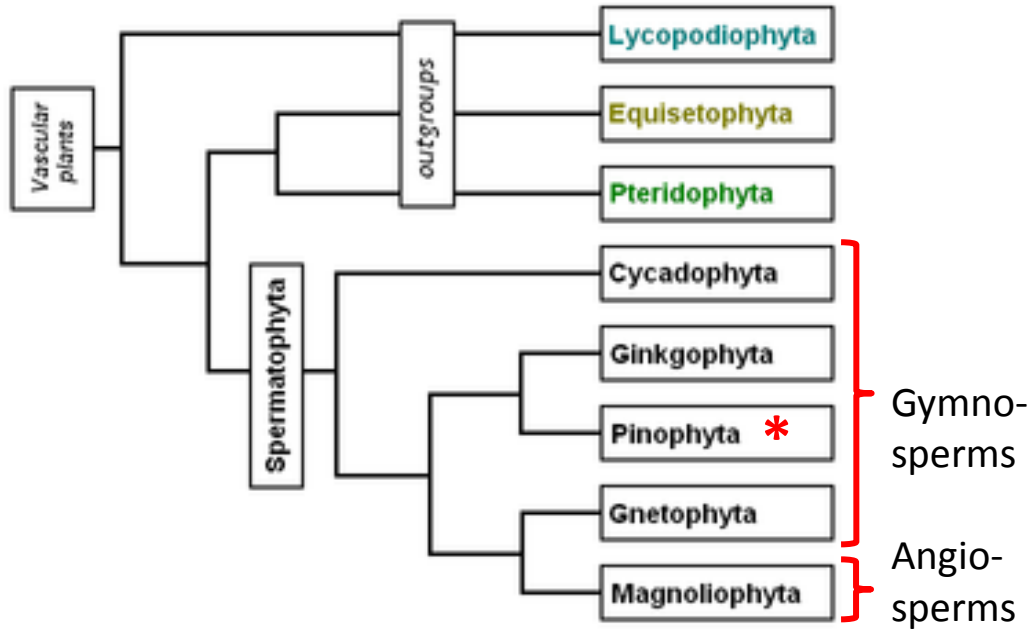 Vascular
plants
outgroups
Lycopodiophyta
Equisetophyta
Pteridophyta
Spermatophyta
Cycadophyta
Ginkgophyta
Pinophyta *
Gnetophyta
Magnoliophyta
Gymno-
sperms
Angio-
sperms